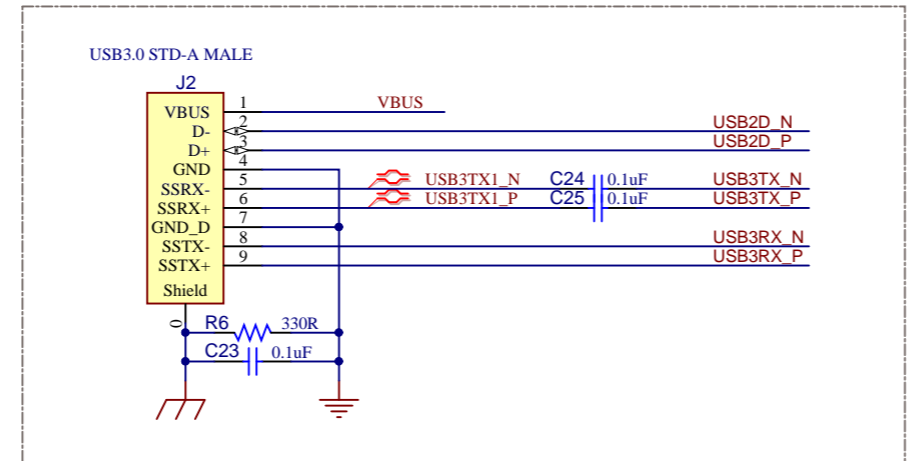 USB3.0 STD-A MALE
J2
VBUS 1 VBUS
D- 2 USB2D_N
D+ 3 USB2D_P
GND 4
SSRX- 5 USB3TX1_N C24 0.1uF USB3TX_N
SSRX+ 6 USB3TX1_P C25 0.1uF USB3TX_P
GND_D 7
SSTX- 8 USB3RX_N
SSTX+ 9 USB3RX_P
Shield
0 R6 330R
C23 0.1uF